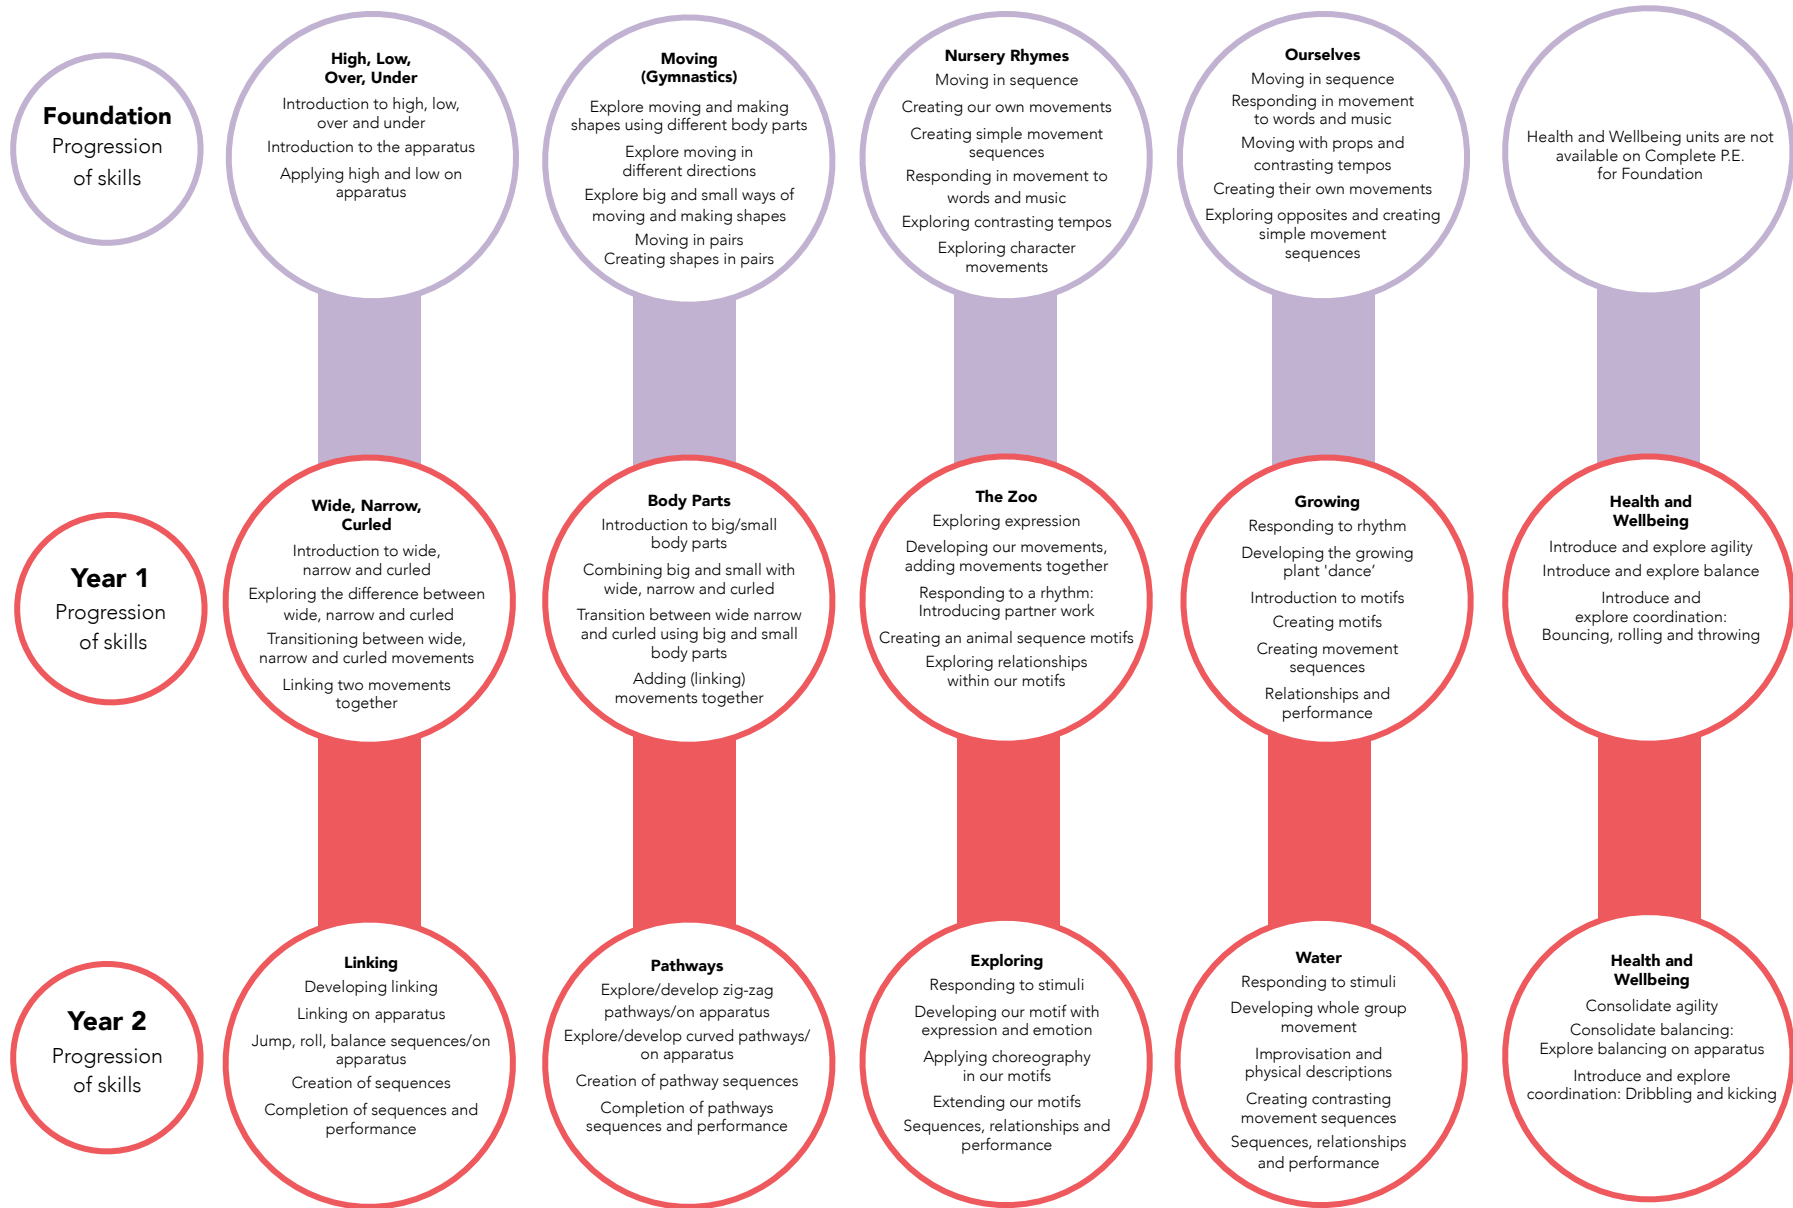 Foundation
Progression
of skills
High, Low,
Over, Under
Introduction to high, low,
over and under
Introduction to the apparatus
Applying high and low on
apparatus
Moving
(Gymnastics)
Explore moving and making
shapes using different body parts
Explore moving in
different directions
Explore big and small ways of
moving and making shapes
Moving in pairs
Creating shapes in pairs
Nursery Rhymes
Moving in sequence
Creating our own movements
Creating simple movement
sequences
Responding in movement to
words and music
Exploring contrasting tempos
Exploring character
movements
Ourselves
Moving in sequence
Responding in movement
to words and music
Moving with props and
contrasting tempos
Creating their own movements
Exploring opposites and creating
simple movement
sequences
Health and Wellbeing units are not
available on Complete P.E.
for Foundation
Year 1
Progression
of skills
Wide, Narrow,
Curled
Introduction to wide,
narrow and curled
Exploring the difference between
wide, narrow and curled
Transitioning between wide,
narrow and curled movements
Linking two movements
together
Body Parts
Introduction to big/small
body parts
Combining big and small with
wide, narrow and curled
Transition between wide narrow
and curled using big and small
body parts
Adding (linking)
movements together
The Zoo
Exploring expression
Developing our movements,
adding movements together
Responding to a rhythm:
Introducing partner work
Creating an animal sequence motifs
Exploring relationships
within our motifs
Growing
Responding to rhythm
Developing the growing
plant 'dance’
Introduction to motifs
Creating motifs
Creating movement
sequences
Relationships and
performance
Health and
Wellbeing
Introduce and explore agility
Introduce and explore balance
Introduce and
explore coordination:
Bouncing, rolling and throwing
Year 2
Progression
of skills
Linking
Developing linking
Linking on apparatus
Jump, roll, balance sequences/on
apparatus
Creation of sequences
Completion of sequences and
performance
Pathways
Explore/develop zig-zag
pathways/on apparatus
Explore/develop curved pathways/
on apparatus
Creation of pathway sequences
Completion of pathways
sequences and performance
Exploring
Responding to stimuli
Developing our motif with
expression and emotion
Applying choreography
in our motifs
Extending our motifs
Sequences, relationships and
performance
Water
Responding to stimuli
Developing whole group
movement
Improvisation and
physical descriptions
Creating contrasting
movement sequences
Sequences, relationships
and performance
Health and
Wellbeing
Consolidate agility
Consolidate balancing:
Explore balancing on apparatus
Introduce and explore
coordination: Dribbling and kicking